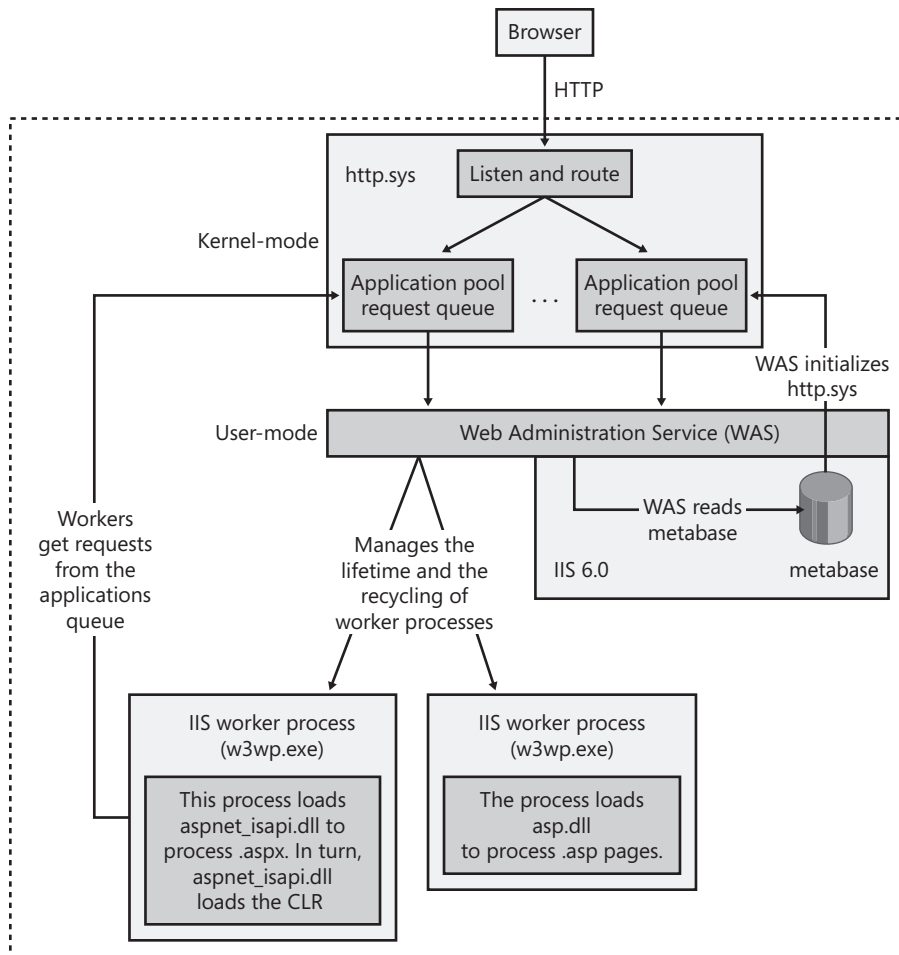 Browser
HTTP
http.sys
Listen and route
Kernel-mode
Application pool
request queue
...
Application pool
request queue
WAS initializes
http.sys
User-mode
Web Administration Service (WAS)
WAS reads
metabase
IIS 6.0
metabase
Workers
get requests
from the
applications
queue
Manages the
lifetime and the
recycling of
worker processes
IIS worker process
(w3wp.exe)
This process loads
aspnet_isapi.dll to
process .aspx. In turn,
aspnet_isapi.dll
loads the CLR
IIS worker process
(w3wp.exe)
The process loads
asp.dll
to process .asp pages.